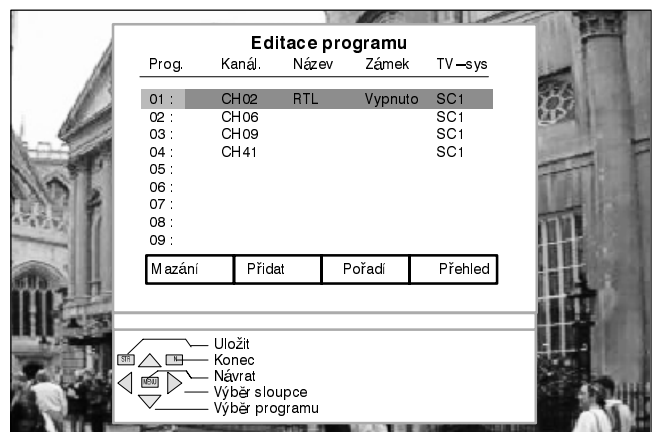 Editace programu
Prog. Kanál. Název Zámek TV–sys
01 : CH02 RTL Vypnuto SC1
02 : CH06 SC1
03 : CH09 SC1
04 : CH41 SC1
05 :
06 :
07 :
08 :
09 :
Mazání Přidat Pořadí Přehled
Uložit
STR N Konec
MENU Návrat
Výběr sloupce
Výběr programu